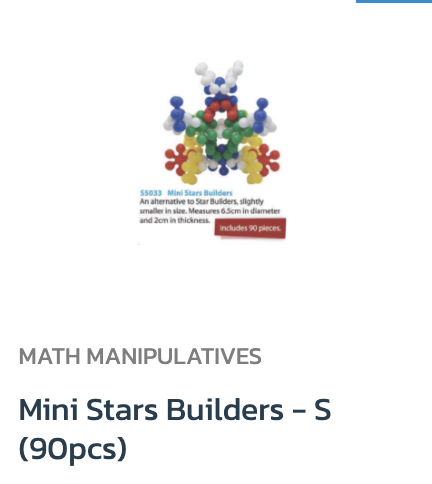 55033 Mini Stars Builders
An alternative to Star Builders, slightly
smaller in size. Measures 6.5cm in diameter
and 2cm in thickness.
Includes 90 pieces.
MATH MANIPULATIVES
Mini Stars Builders - S
(90pcs)